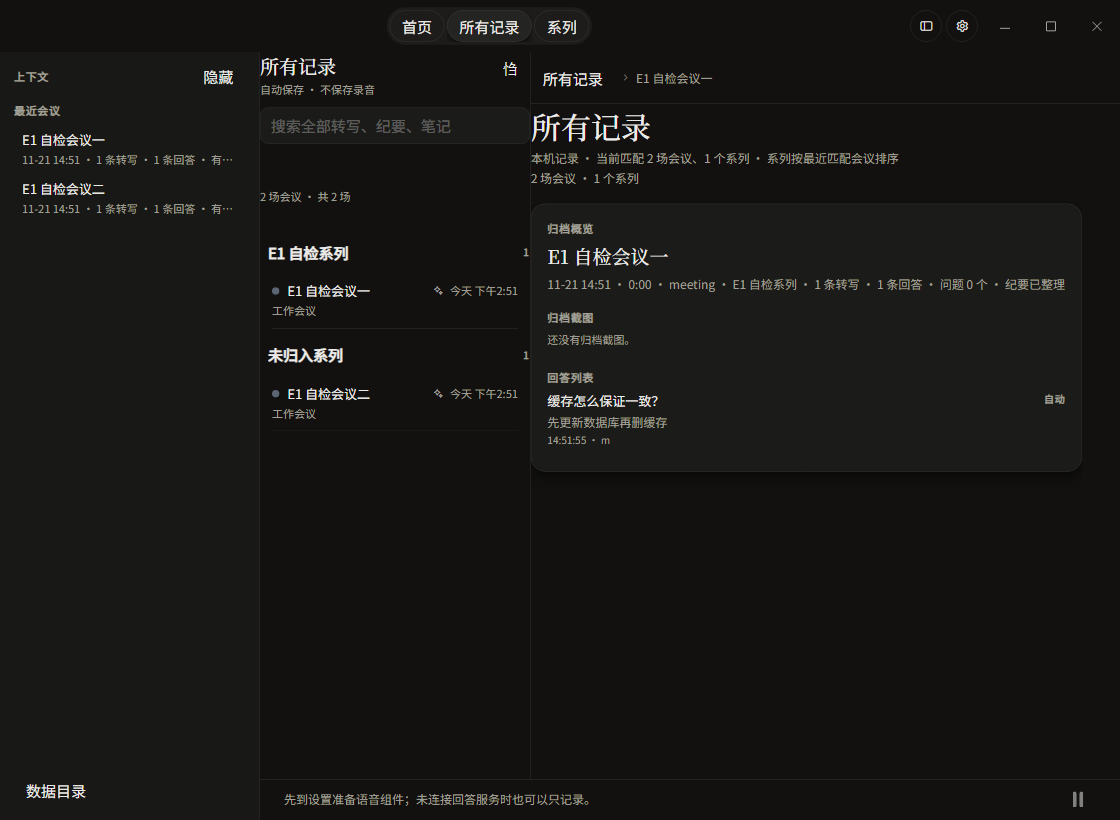 首页 所有记录 系列
上下文 隐藏
最近会议
E1 自检会议一
11-21 14:51 · 1 条转写 · 1 条回答 · 有…
E1 自检会议二
11-21 14:51 · 1 条转写 · 1 条回答 · 有…
数据目录
所有记录
自动保存 · 不保存录音
搜索全部转写、纪要、笔记
2 场会议 · 共 2 场
E1 自检系列 1
E1 自检会议一 今天 下午2:51
工作会议
未归入系列 1
E1 自检会议二 今天 下午2:51
工作会议
所有记录 › E1 自检会议一
所有记录
本机记录 · 当前匹配 2 场会议、1 个系列 · 系列按最近匹配会议排序
2 场会议 · 1 个系列
归档概览
E1 自检会议一
11-21 14:51 · 0:00 · meeting · E1 自检系列 · 1 条转写 · 1 条回答 · 问题 0 个 · 纪要已整理
归档截图
还没有归档截图。
回答列表
缓存怎么保证一致？ 自动
先更新数据库再删缓存
14:51:55 · m
先到设置准备语音组件；未连接回答服务时也可以只记录。